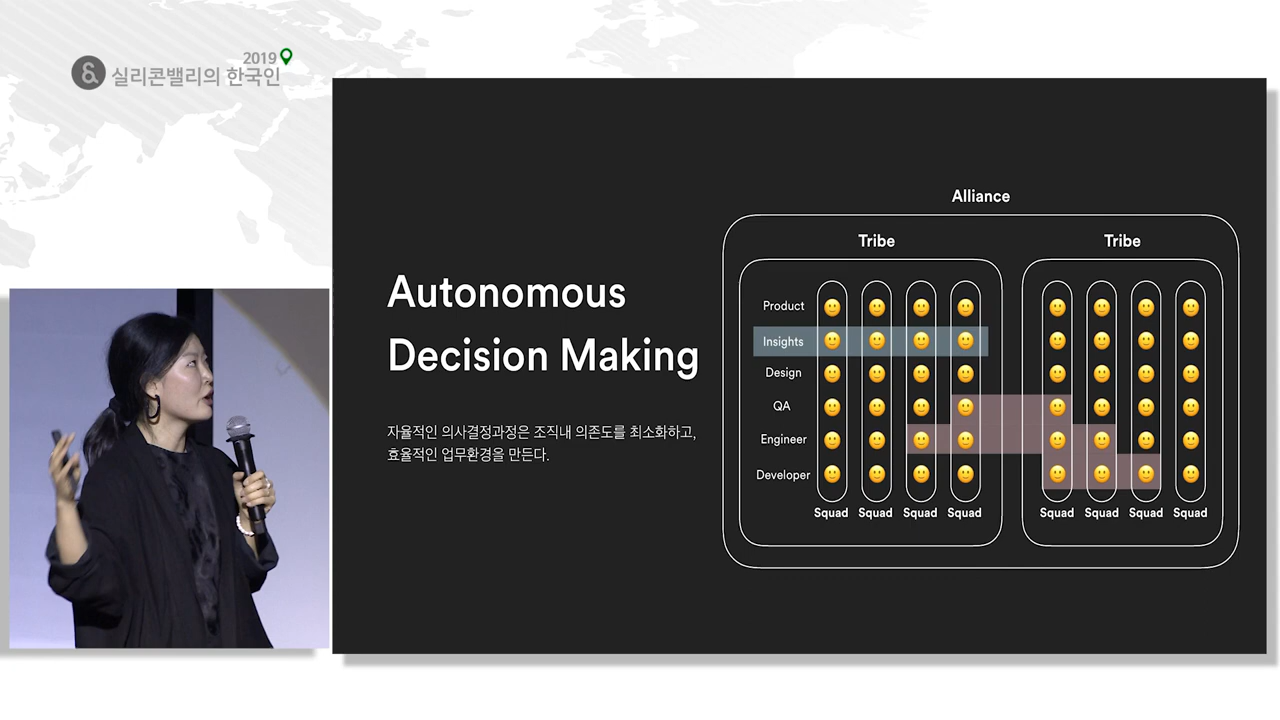 2019
& 실리콘밸리의 한국인
Autonomous
Decision Making
자율적인 의사결정과정은 조직내 의존도를 최소화하고,
효율적인 업무환경을 만든다.
Alliance
Tribe
Product
Insights
Design
QA
Engineer
Developer
Squad Squad Squad Squad
Tribe
Squad Squad Squad Squad